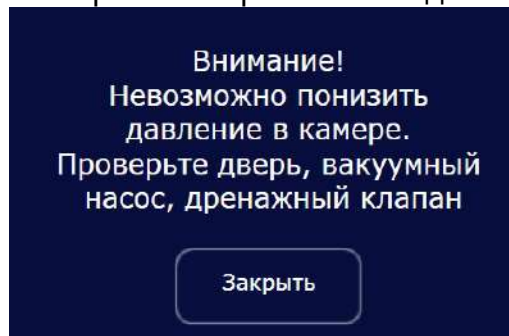 Внимание!
Невозможно понизить
давление в камере.
Проверьте дверь, вакуумный
насос, дренажный клапан
Закрыть